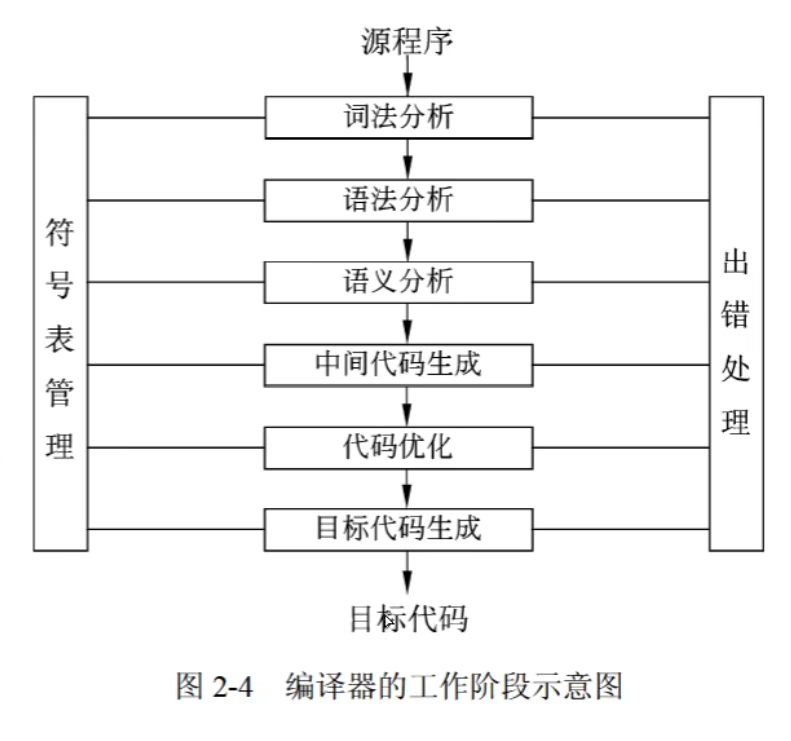 源程序
词法分析
语法分析
语义分析
中间代码生成
代码优化
目标代码生成
目标代码
符号表管理
出错处理
图 2-4 编译器的工作阶段示意图